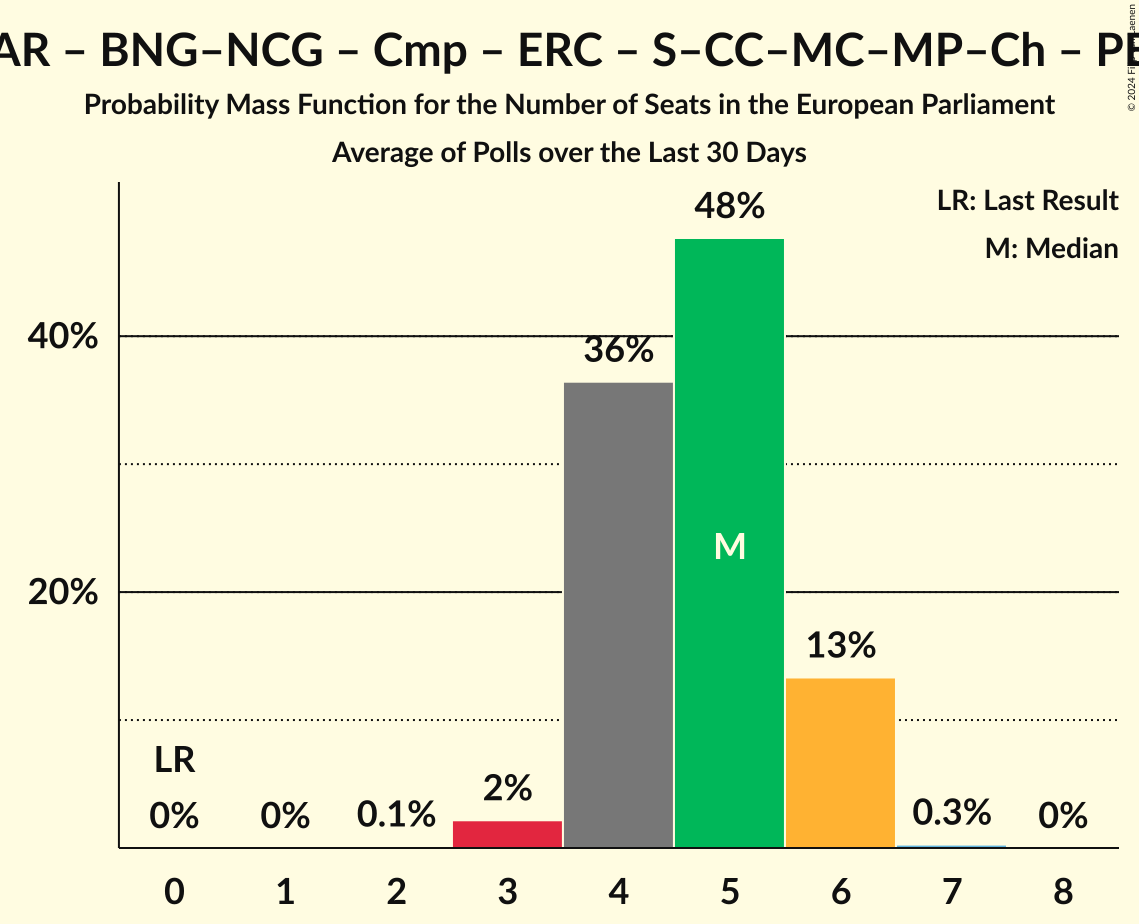 AR – BNG–NCG – Cmp – ERC – S–CC–MC–MP–Ch –
Probability Mass Function for the Number of Seats in the European Parliament
Average of Polls over the Last 30 Days
LR: Last Result
M: Median
48%
40%
36%
M
20%
13%
LR
0%
0%
0.1%
2%
0.3%
0%
0 1 2 3 4 5 6 7 8
© 2024